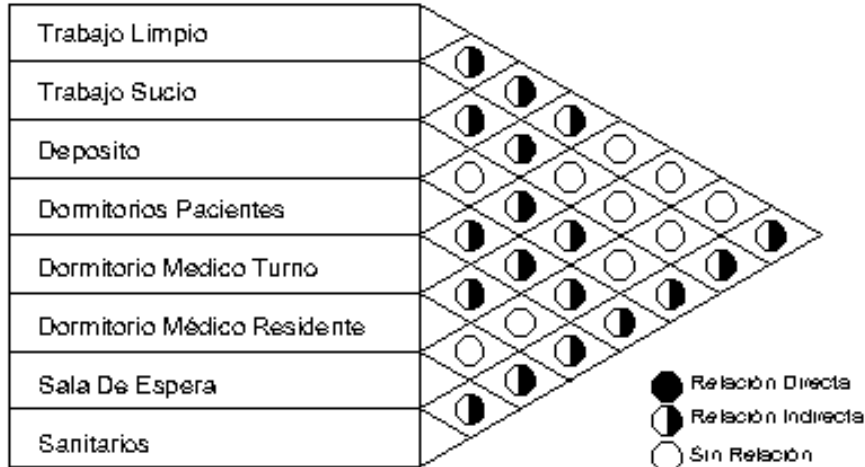 Trabajo Limpio
Trabajo Sucio
Deposito
Dormitorios Pacientes
Dormitorio Medico Turno
Dormitorio Médico Residente
Sala De Espera
Sanitarios
Relación Directa
Relación Indirecta
Sin Relación